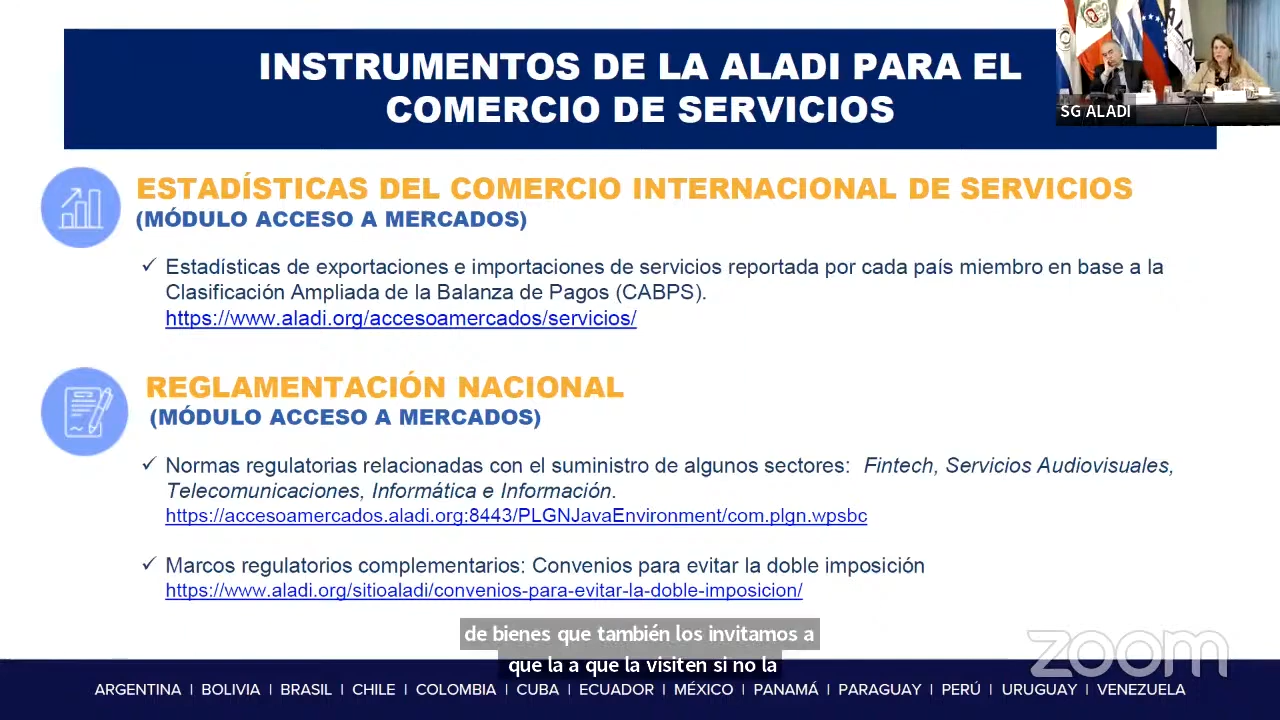 INSTRUMENTOS DE LA ALADI PARA EL
COMERCIO DE SERVICIOS
SG ALADI
ESTADÍSTICAS DEL COMERCIO INTERNACIONAL DE SERVICIOS
(MÓDULO ACCESO A MERCADOS)
✓ Estadísticas de exportaciones e importaciones de servicios reportada por cada país miembro en base a la
Clasificación Ampliada de la Balanza de Pagos (CABPS).
https://www.aladi.org/accesoamercados/servicios/
REGLAMENTACIÓN NACIONAL
(MÓDULO ACCESO A MERCADOS)
✓ Normas regulatorias relacionadas con el suministro de algunos sectores: Fintech, Servicios Audiovisuales,
Telecomunicaciones, Informática e Información.
https://accesoamercados.aladi.org:8443/PLGNJavaEnvironment/com.plgn.wpsbc
✓ Marcos regulatorios complementarios: Convenios para evitar la doble imposición
https://www.aladi.org/sitioaladi/convenios-para-evitar-la-doble-imposicion/
de bienes que también los invitamos a
que la a que la visiten si no la
zoom
ARGENTINA | BOLIVIA | BRASIL | CHILE | COLOMBIA | CUBA | ECUADOR | MÉXICO | PANAMÁ | PARAGUAY | PERÚ | URUGUAY | VENEZUELA